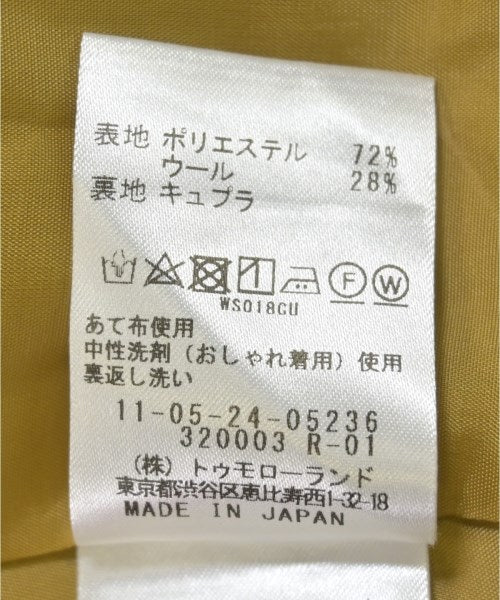 表地 ポリエステル 72%
ウール 28%
裏地 キュプラ
F W
WS018CU
あて布使用
中性洗剤（おしゃれ着用）使用
裏返し洗い
11-05-24-05236
320003 R-01
（株）トゥモローランド
東京都渋谷区恵比寿西1-32-18
MADE IN JAPAN